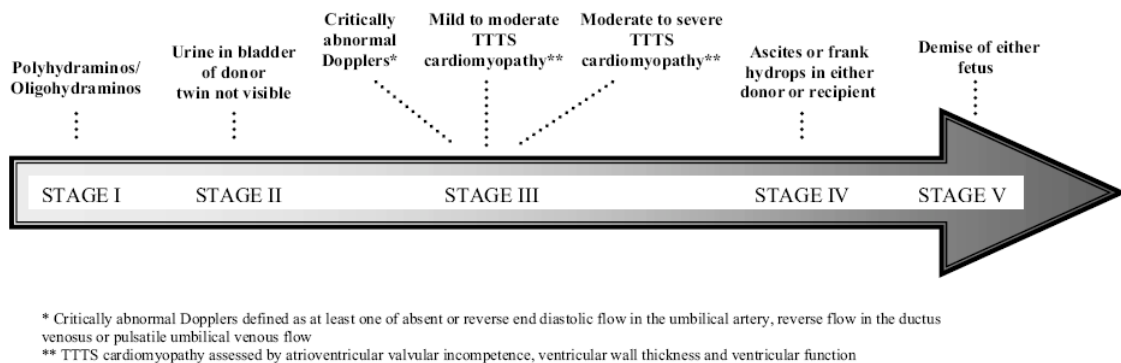 Polyhydraminos/
Oligohydraminos
Urine in bladder
of donor
twin not visible
Critically
abnormal
Dopplers*
Mild to moderate
TTTS
cardiomyopathy**
Moderate to severe
TTTS
cardiomyopathy**
Ascites or frank
hydrops in either
donor or recipient
Demise of either
fetus
STAGE I
STAGE II
STAGE III
STAGE IV
STAGE V
* Critically abnormal Dopplers defined as at least one of absent or reverse end diastolic flow in the umbilical artery, reverse flow in the ductus
venosus or pulsatile umbilical venous flow
** TTTS cardiomyopathy assessed by atrioventricular valvular incompetence, ventricular wall thickness and ventricular function